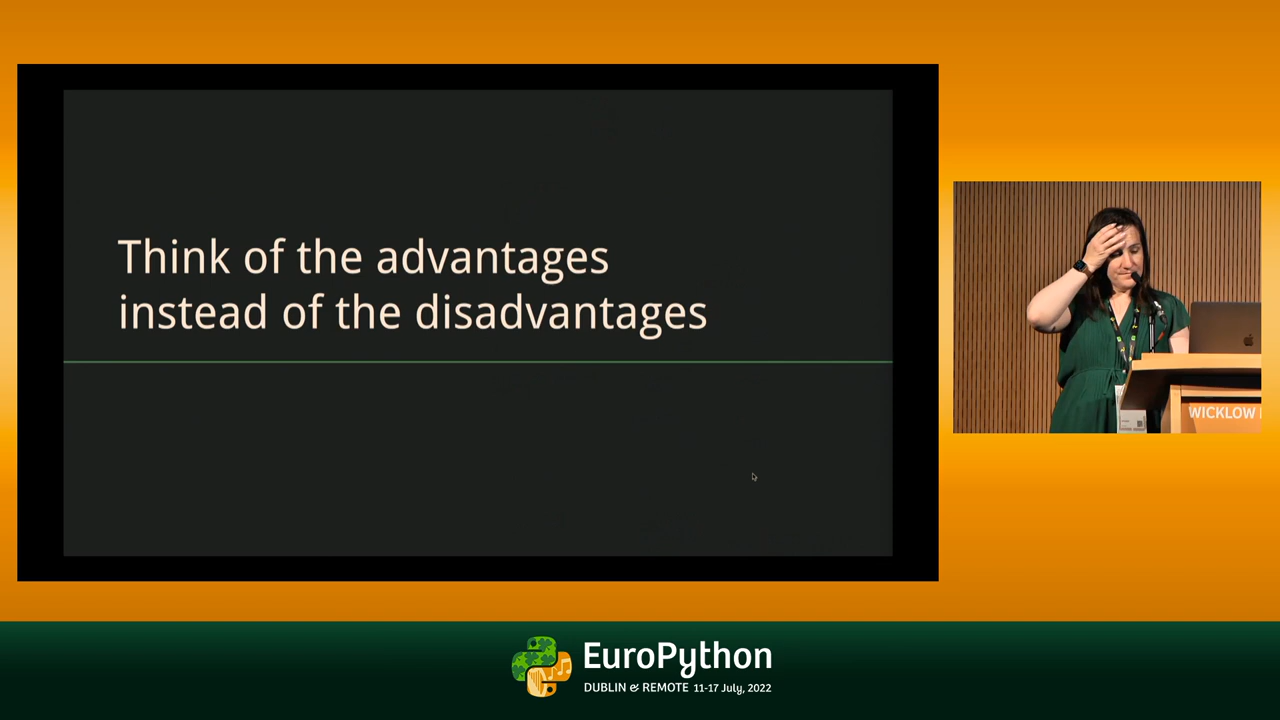 Think of the advantages
instead of the disadvantages
WICKLOW
EuroPython
DUBLIN & REMOTE 11-17 July, 2022